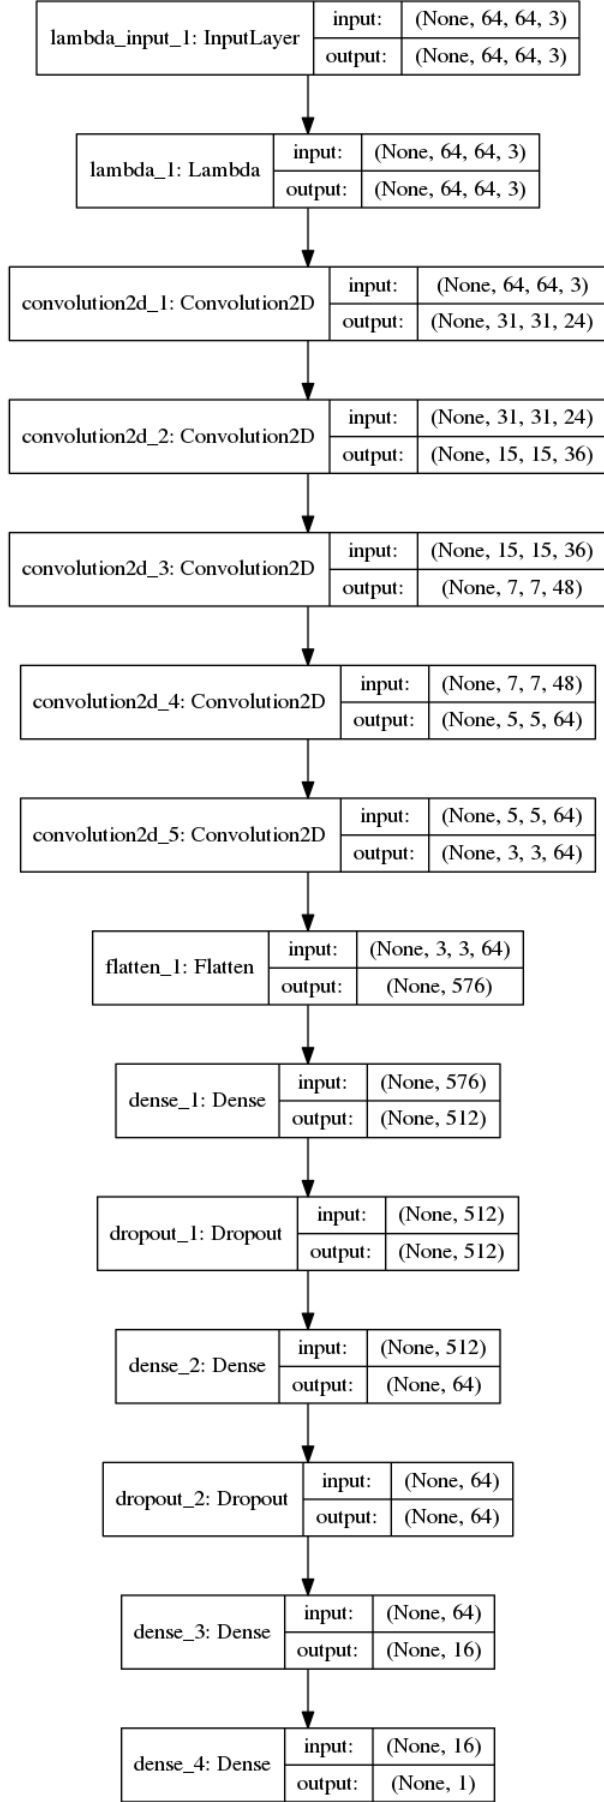 lambda_input_1: InputLayer
input: (None, 64, 64, 3)
output: (None, 64, 64, 3)
lambda_1: Lambda
input: (None, 64, 64, 3)
output: (None, 64, 64, 3)
convolution2d_1: Convolution2D
input: (None, 64, 64, 3)
output: (None, 31, 31, 24)
convolution2d_2: Convolution2D
input: (None, 31, 31, 24)
output: (None, 15, 15, 36)
convolution2d_3: Convolution2D
input: (None, 15, 15, 36)
output: (None, 7, 7, 48)
convolution2d_4: Convolution2D
input: (None, 7, 7, 48)
output: (None, 5, 5, 64)
convolution2d_5: Convolution2D
input: (None, 5, 5, 64)
output: (None, 3, 3, 64)
flatten_1: Flatten
input: (None, 3, 3, 64)
output: (None, 576)
dense_1: Dense
input: (None, 576)
output: (None, 512)
dropout_1: Dropout
input: (None, 512)
output: (None, 512)
dense_2: Dense
input: (None, 512)
output: (None, 64)
dropout_2: Dropout
input: (None, 64)
output: (None, 64)
dense_3: Dense
input: (None, 64)
output: (None, 16)
dense_4: Dense
input: (None, 16)
output: (None, 1)